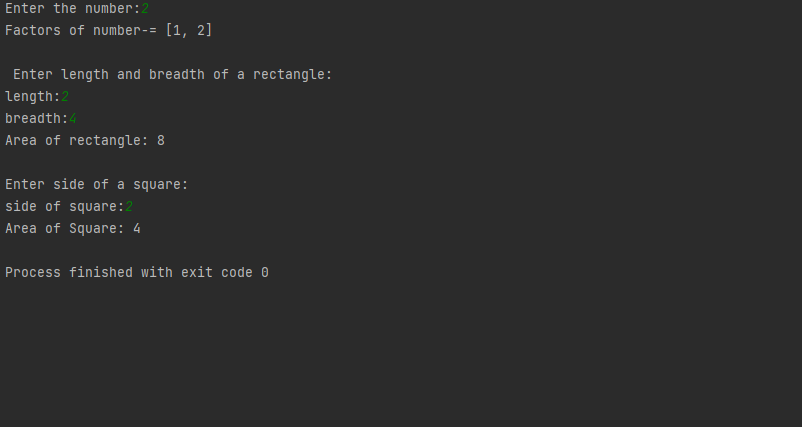 Enter the number:2
Factors of number-= [1, 2]
Enter length and breadth of a rectangle:
length:2
breadth:4
Area of rectangle: 8
Enter side of a square:
side of square:2
Area of Square: 4
Process finished with exit code 0